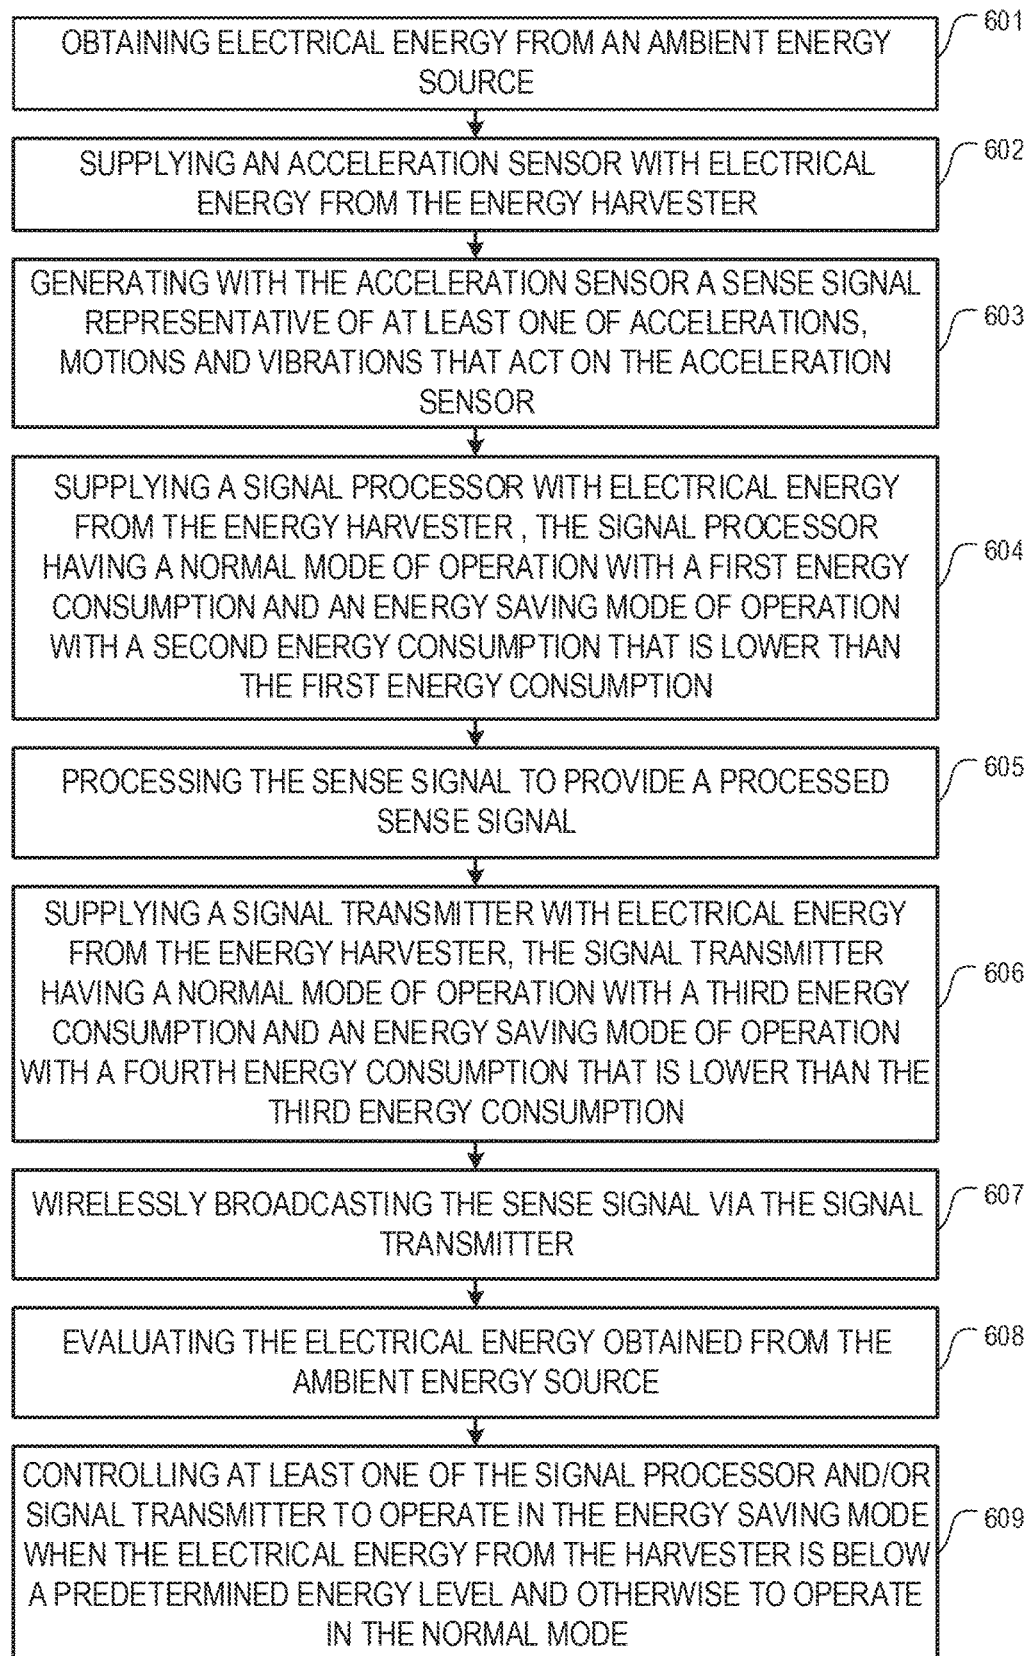 OBTAINING ELECTRICAL ENERGY FROM AN AMBIENT ENERGY
SOURCE
601
SUPPLYING AN ACCELERATION SENSOR WITH ELECTRICAL
ENERGY FROM THE ENERGY HARVESTER
602
GENERATING WITH THE ACCELERATION SENSOR A SENSE SIGNAL
REPRESENTATIVE OF AT LEAST ONE OF ACCELERATIONS,
MOTIONS AND VIBRATIONS THAT ACT ON THE ACCELERATION
SENSOR
603
SUPPLYING A SIGNAL PROCESSOR WITH ELECTRICAL ENERGY
FROM THE ENERGY HARVESTER , THE SIGNAL PROCESSOR
HAVING A NORMAL MODE OF OPERATION WITH A FIRST ENERGY
CONSUMPTION AND AN ENERGY SAVING MODE OF OPERATION
WITH A SECOND ENERGY CONSUMPTION THAT IS LOWER THAN
THE FIRST ENERGY CONSUMPTION
604
PROCESSING THE SENSE SIGNAL TO PROVIDE A PROCESSED
SENSE SIGNAL
605
SUPPLYING A SIGNAL TRANSMITTER WITH ELECTRICAL ENERGY
FROM THE ENERGY HARVESTER, THE SIGNAL TRANSMITTER
HAVING A NORMAL MODE OF OPERATION WITH A THIRD ENERGY
CONSUMPTION AND AN ENERGY SAVING MODE OF OPERATION
WITH A FOURTH ENERGY CONSUMPTION THAT IS LOWER THAN THE
THIRD ENERGY CONSUMPTION
606
WIRELESSLY BROADCASTING THE SENSE SIGNAL VIA THE SIGNAL
TRANSMITTER
607
EVALUATING THE ELECTRICAL ENERGY OBTAINED FROM THE
AMBIENT ENERGY SOURCE
608
CONTROLLING AT LEAST ONE OF THE SIGNAL PROCESSOR AND/OR
SIGNAL TRANSMITTER TO OPERATE IN THE ENERGY SAVING MODE
WHEN THE ELECTRICAL ENERGY FROM THE HARVESTER IS BELOW
A PREDETERMINED ENERGY LEVEL AND OTHERWISE TO OPERATE
IN THE NORMAL MODE
609